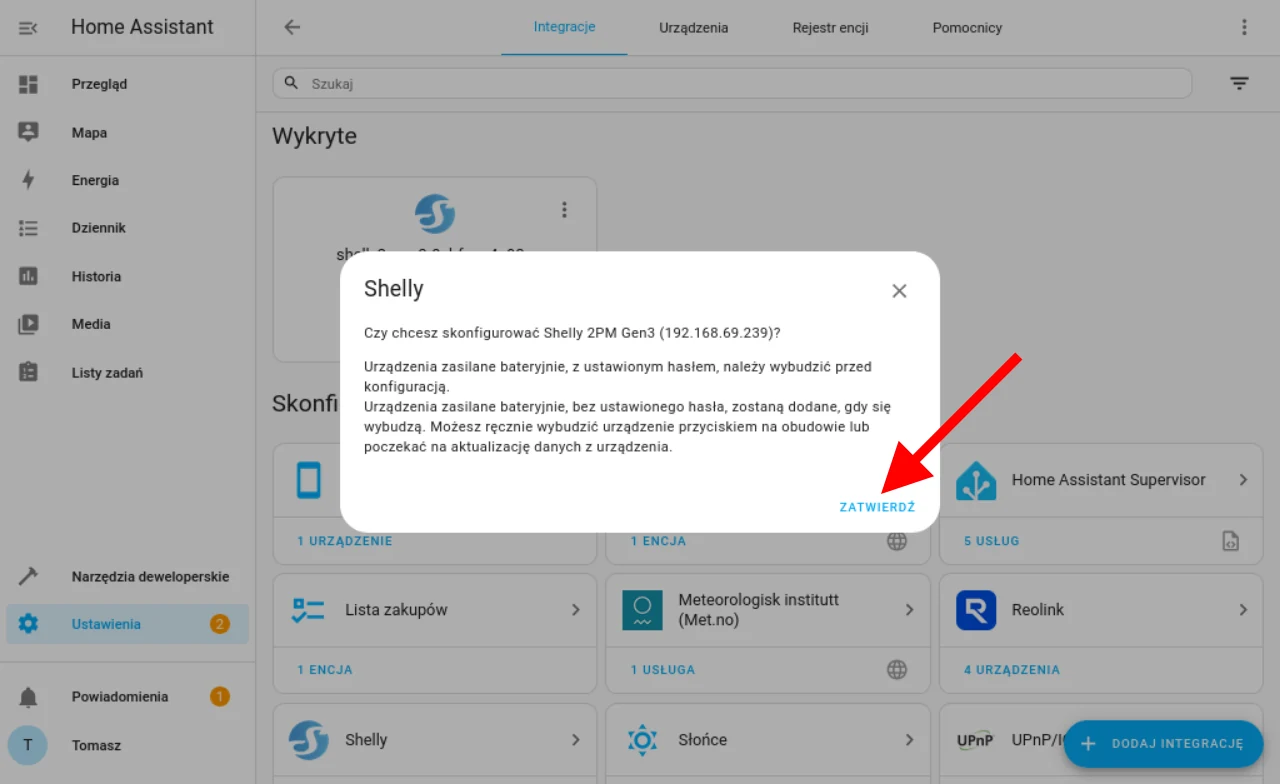 Home Assistant
Integracje
Urządzenia
Rejestr encji
Pomocnicy
Przegląd
Mapa
Energia
Dziennik
Historia
Media
Listy zadań
Narzędzia deweloperskie
Ustawienia
2
Powiadomienia
1
T
Tomasz
Szukaj
Wykryte
Shelly
Czy chcesz skonfigurować Shelly 2PM Gen3 (192.168.69.239)?
Urządzenia zasilane bateryjnie, z ustawionym hasłem, należy wybudzić przed
konfiguracją.
Urządzenia zasilane bateryjnie, bez ustawionego hasła, zostaną dodane, gdy się
wybudzą. Możesz ręcznie wybudzić urządzenie przyciskiem na obudowie lub
poczekać na aktualizację danych z urządzenia.
ZATWIERDŹ
Skonfi
1 URZĄDZENIE
1 ENCJA
Home Assistant Supervisor
5 USŁUG
Lista zakupów
1 ENCJA
Meteorologisk institutt
(Met.no)
1 USŁUGA
Reolink
4 URZĄDZENIA
Shelly
Słońce
UPnP
UPnP/I
DODAJ INTEGRACJĘ